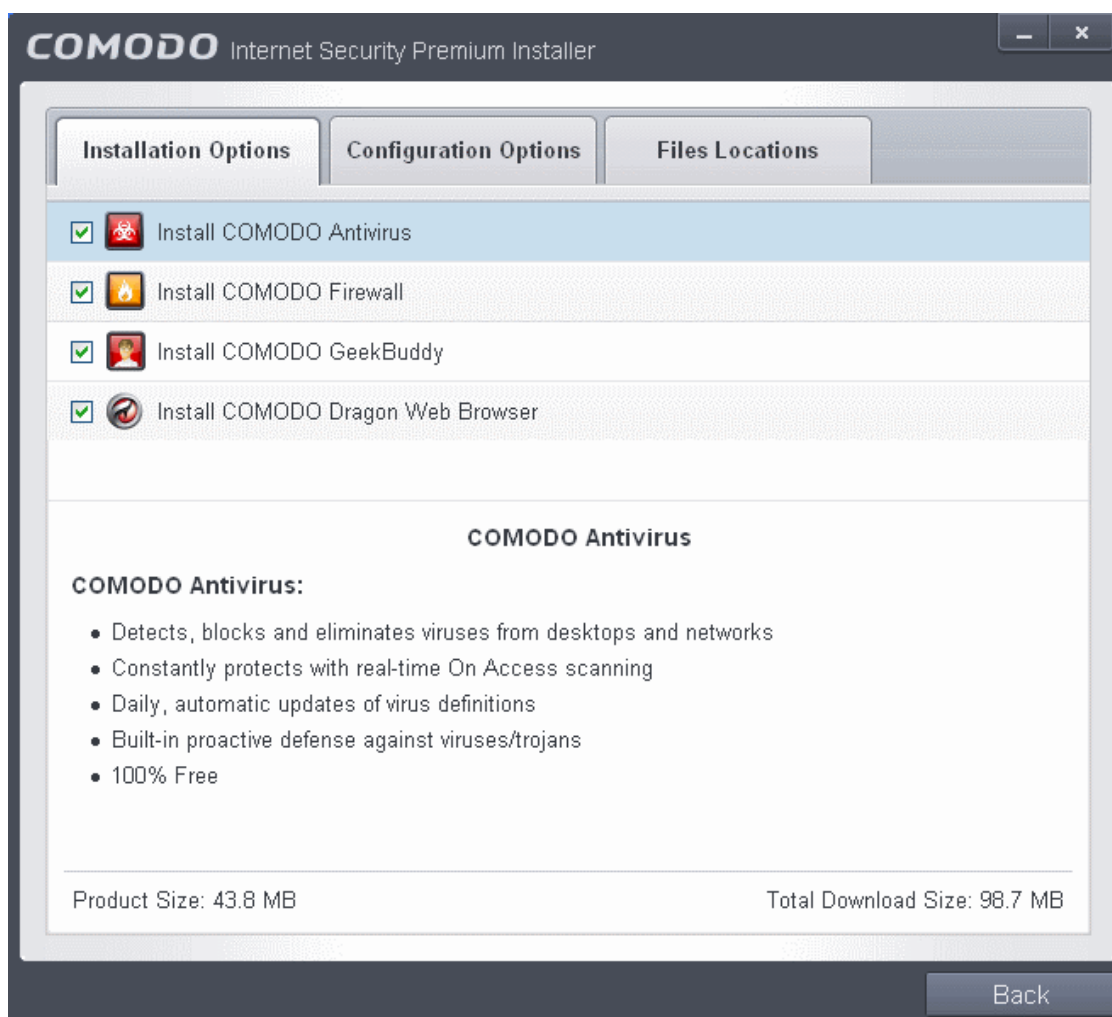 COMODO Internet Security Premium Installer
Installation Options
Configuration Options
Files Locations
Install COMODO Antivirus
Install COMODO Firewall
Install COMODO GeekBuddy
Install COMODO Dragon Web Browser
COMODO Antivirus
COMODO Antivirus:
• Detects, blocks and eliminates viruses from desktops and networks
• Constantly protects with real-time On Access scanning
• Daily, automatic updates of virus definitions
• Built-in proactive defense against viruses/trojans
• 100% Free
Product Size: 43.8 MB
Total Download Size: 98.7 MB
Back